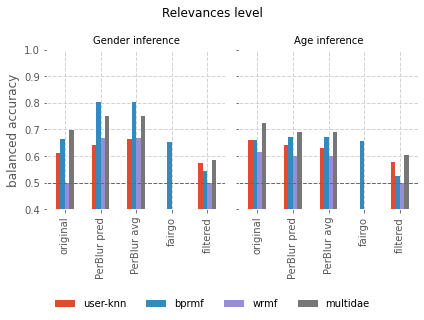 Relevances level
Gender inference
Age inference
balanced accuracy
1.0
0.9
0.8
0.7
0.6
0.5
0.4
original
PerBlur pred
PerBlur avg
fairgo
filtered
original
PerBlur pred
PerBlur avg
fairgo
filtered
user-knn
bprmf
wrmf
multidae